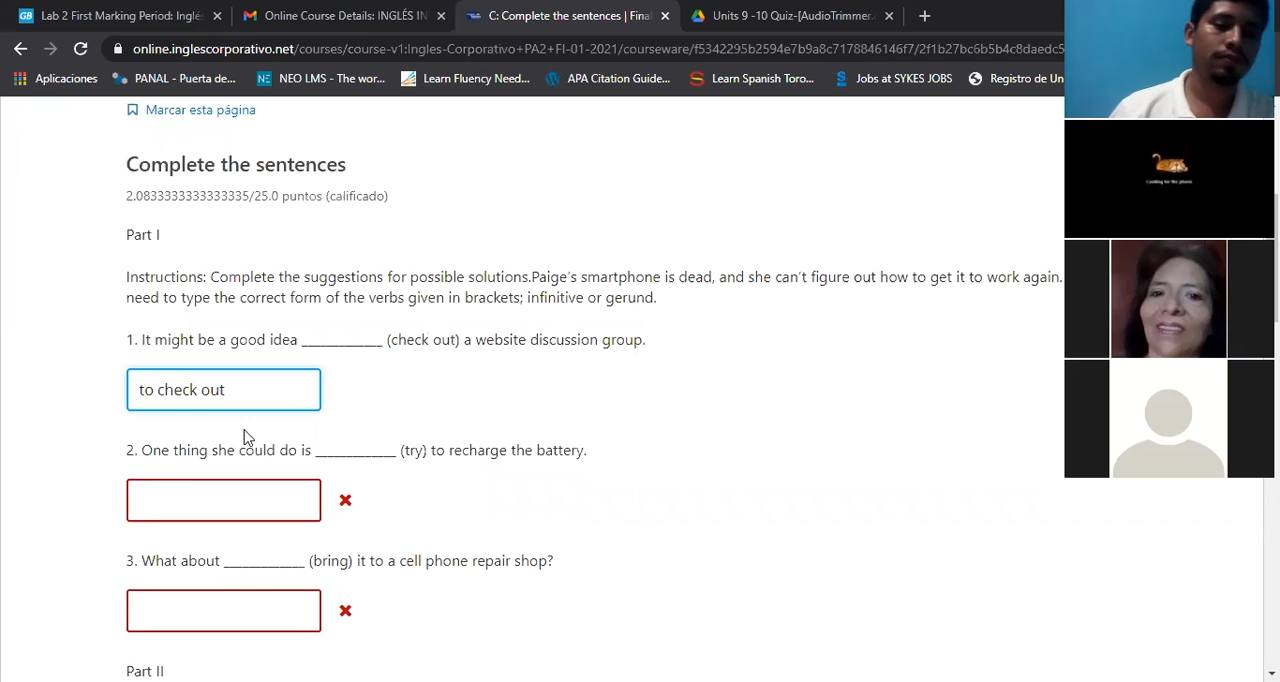 Lab 2 First Marking Period: Inglé
Online Course Details: INGLÉS IN
C: Complete the sentences | Final
Units 9 -10 Quiz-[AudioTrimmer.
online.inglescorporativo.net/courses/course-v1:Ingles-Corporativo+PA2+FI-01-2021/courseware/f5342295b2594e7b9a8c7178846146f7/2f1b27bc6b5b4c8daedc5
Aplicaciones
PANAL - Puerta de...
NEO LMS - The wor...
Learn Fluency Need...
APA Citation Guide...
Learn Spanish Toro...
Jobs at SYKES JOBS
Registro de Un
Marcar esta página
Complete the sentences
2.0833333333333335/25.0 puntos (calificado)
Part I
Instructions: Complete the suggestions for possible solutions.Paige's smartphone is dead, and she can't figure out how to get it to work again.
need to type the correct form of the verbs given in brackets; infinitive or gerund.
1. It might be a good idea _____________ (check out) a website discussion group.
to check out
2. One thing she could do is _____________ (try) to recharge the battery.
3. What about _____________ (bring) it to a cell phone repair shop?
Part II
Looking for the phone